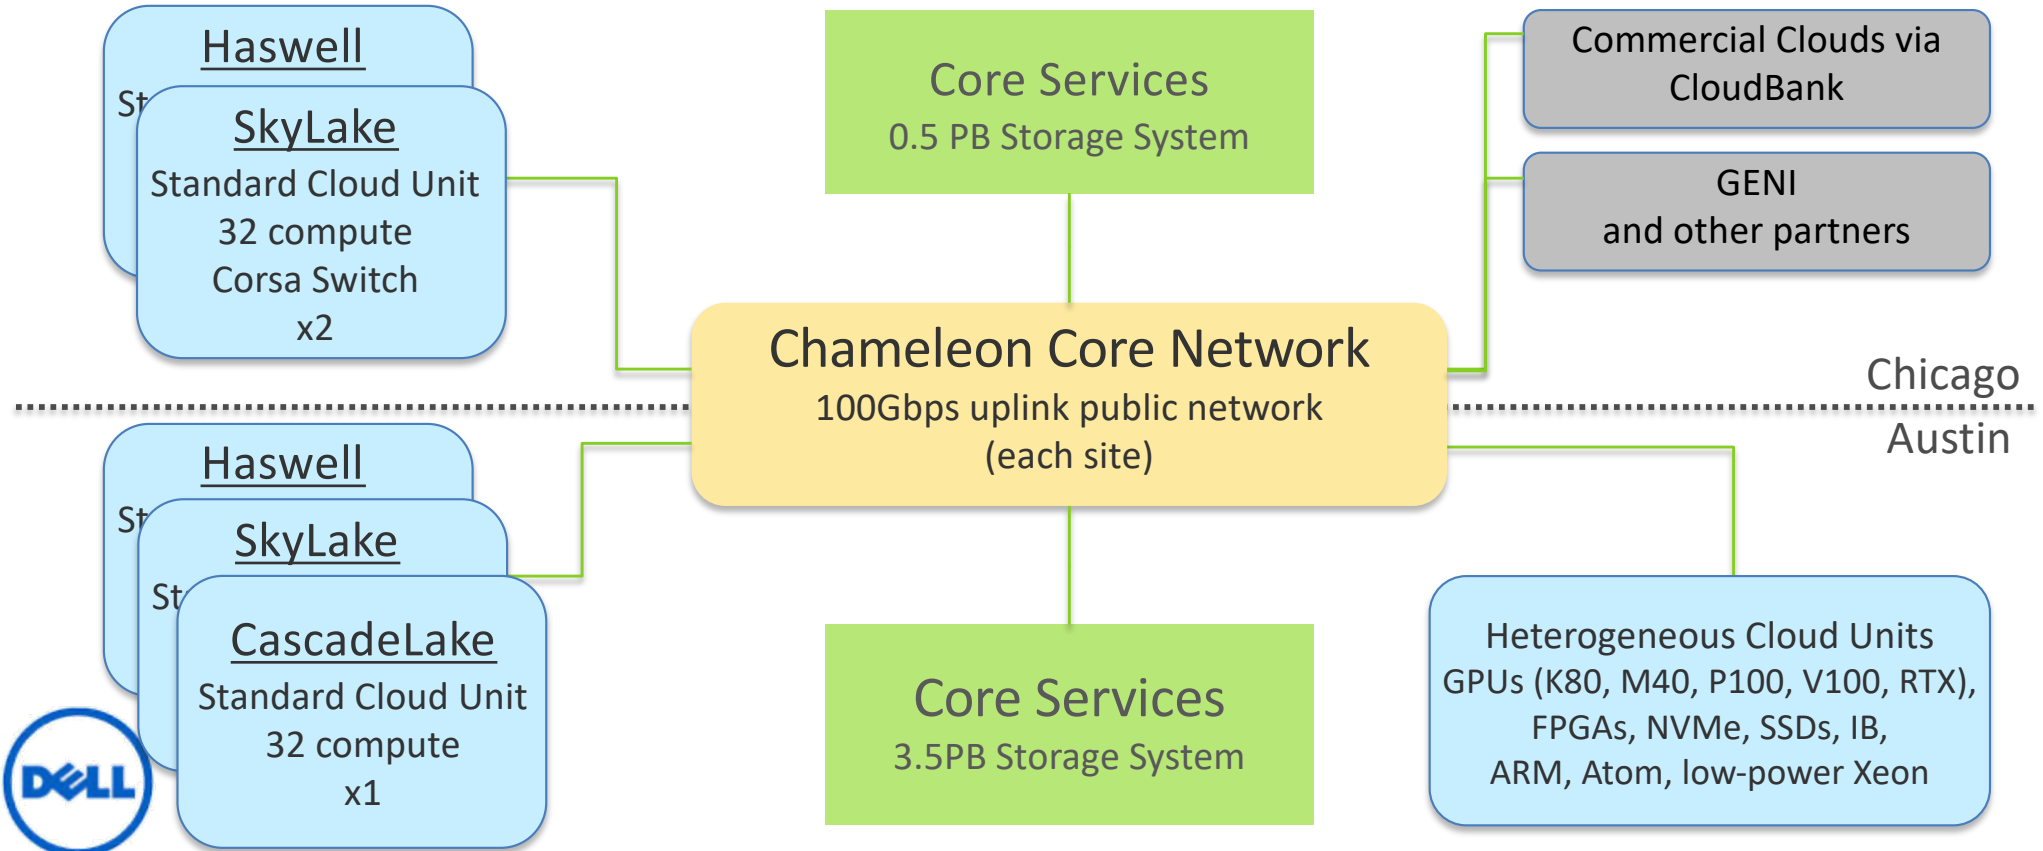 Haswell
St
SkyLake
Standard Cloud Unit
32 compute
Corsa Switch
x2
Core Services
0.5 PB Storage System
Commercial Clouds via
CloudBank
GENI
and other partners
Chameleon Core Network
100Gbps uplink public network
(each site)
Chicago
Austin
Haswell
St
SkyLake
St
CascadeLake
Standard Cloud Unit
32 compute
x1
DELL
Core Services
3.5PB Storage System
Heterogeneous Cloud Units
GPUs (K80, M40, P100, V100, RTX),
FPGAs, NVMe, SSDs, IB,
ARM, Atom, low-power Xeon